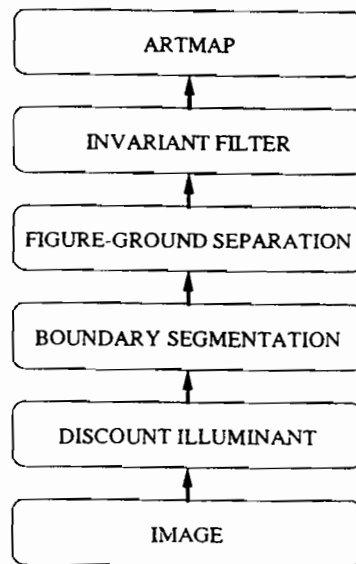 ARTMAP
INVARIANT FILTER
FIGURE-GROUND SEPARATION
BOUNDARY SEGMENTATION
DISCOUNT ILLUMINANT
IMAGE